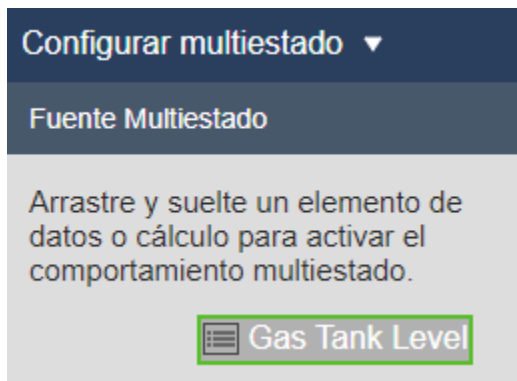 Configurar multiestado
Fuente Multiestado
Arrastre y suelte un elemento de
datos o cálculo para activar el
comportamiento multiestado.
Gas Tank Level